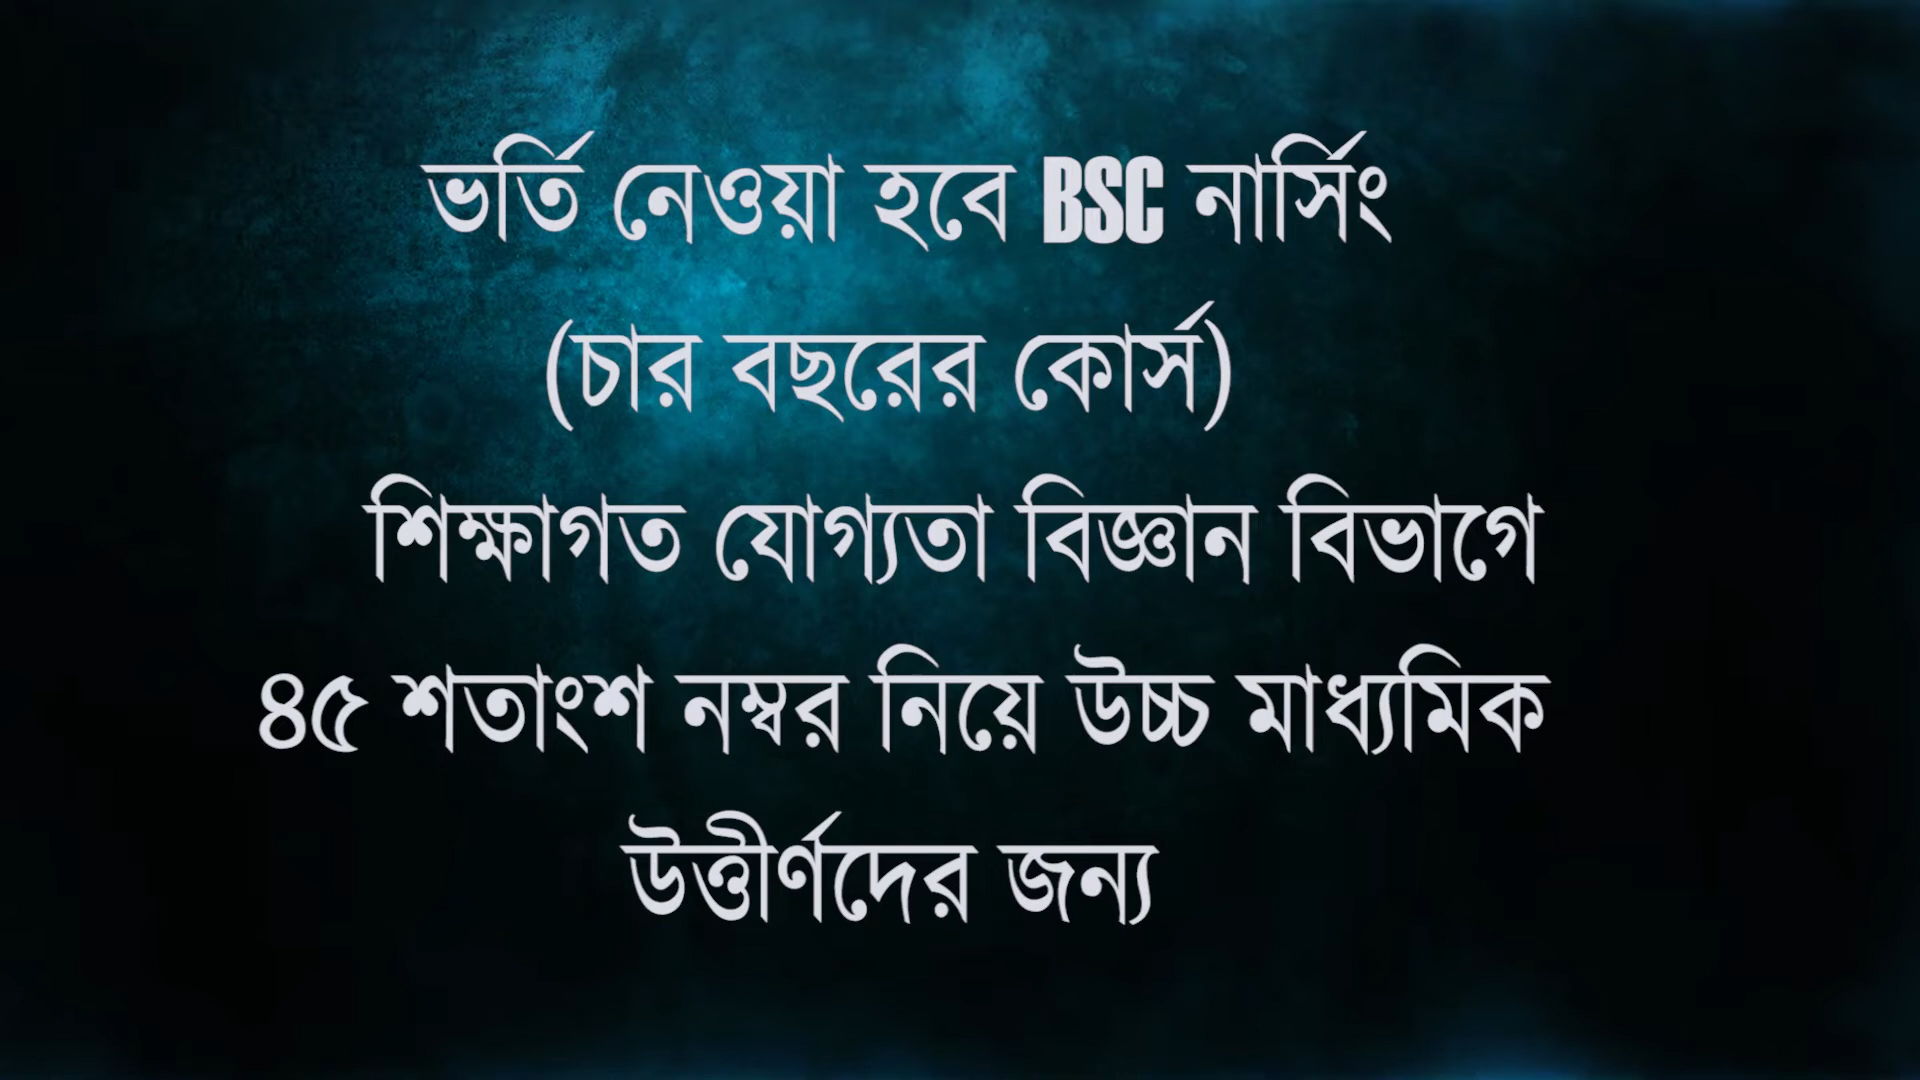 ভর্তি নেওয়া হবে BSC নার্সিং
(চার বছরের কোর্স)
শিক্ষাগত যোগ্যতা বিজ্ঞান বিভাগে
৪৫ শতাংশ নম্বর নিয়ে উচ্চ মাধ্যমিক
উত্তীর্ণদের জন্য